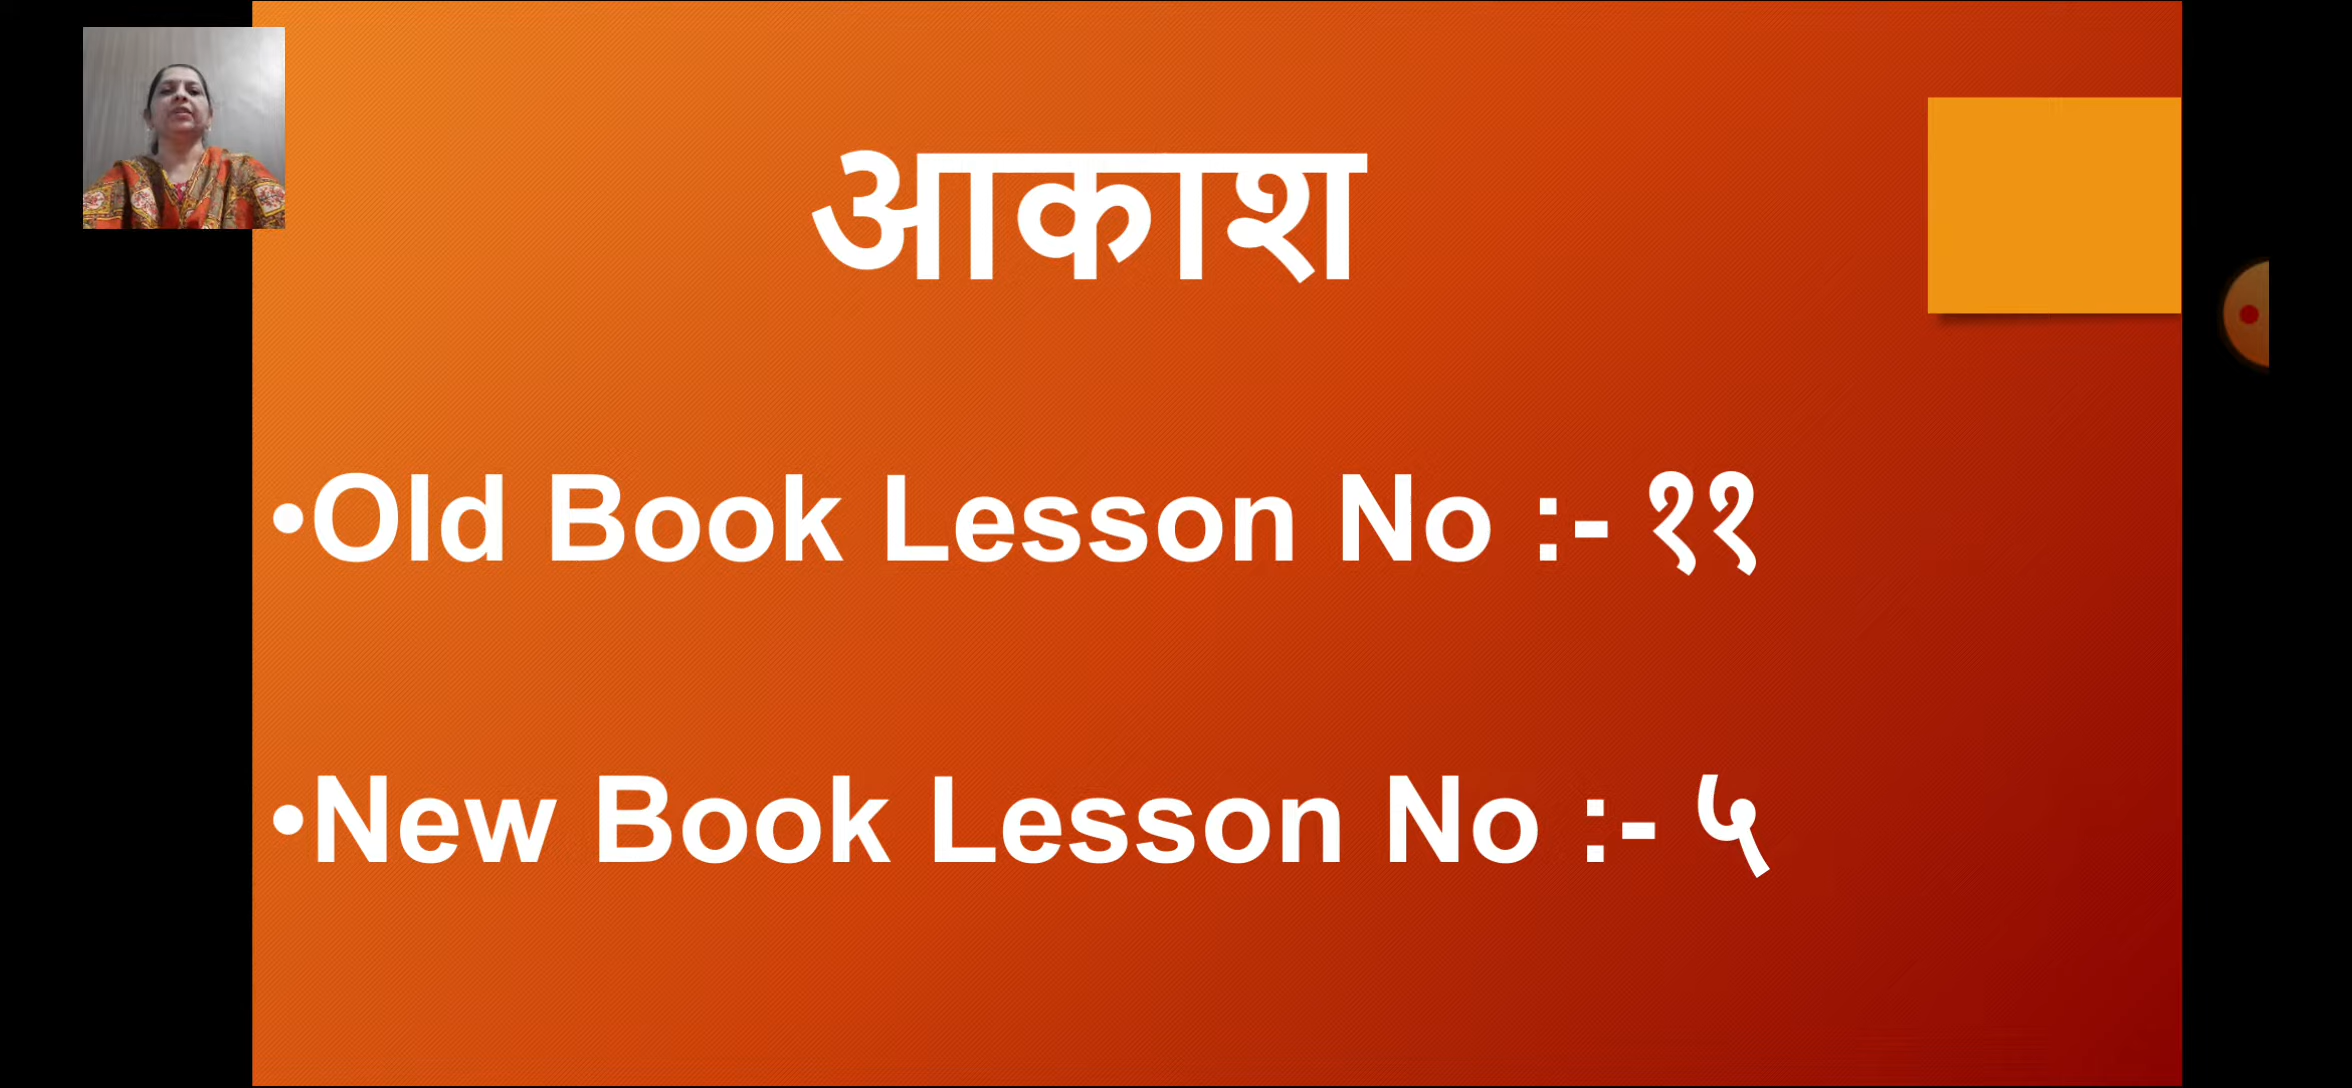 आकाश
•Old Book Lesson No :- ११
•New Book Lesson No :- ५